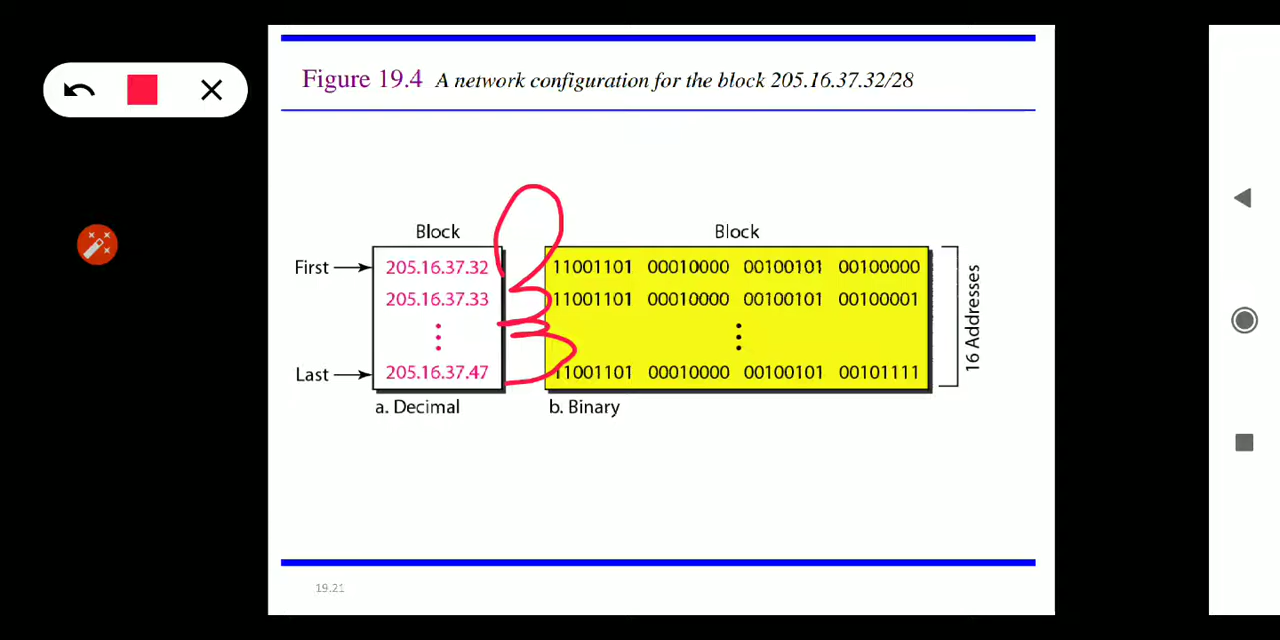 Figure 19.4 A network configuration for the block 205.16.37.32/28
Block
Block
First
205.16.37.32
11001101 00010000 00100101 00100000
205.16.37.33
11001101 00010000 00100101 00100001
Last
205.16.37.47
11001101 00010000 00100101 00101111
16 Addresses
a. Decimal
b. Binary
19.21